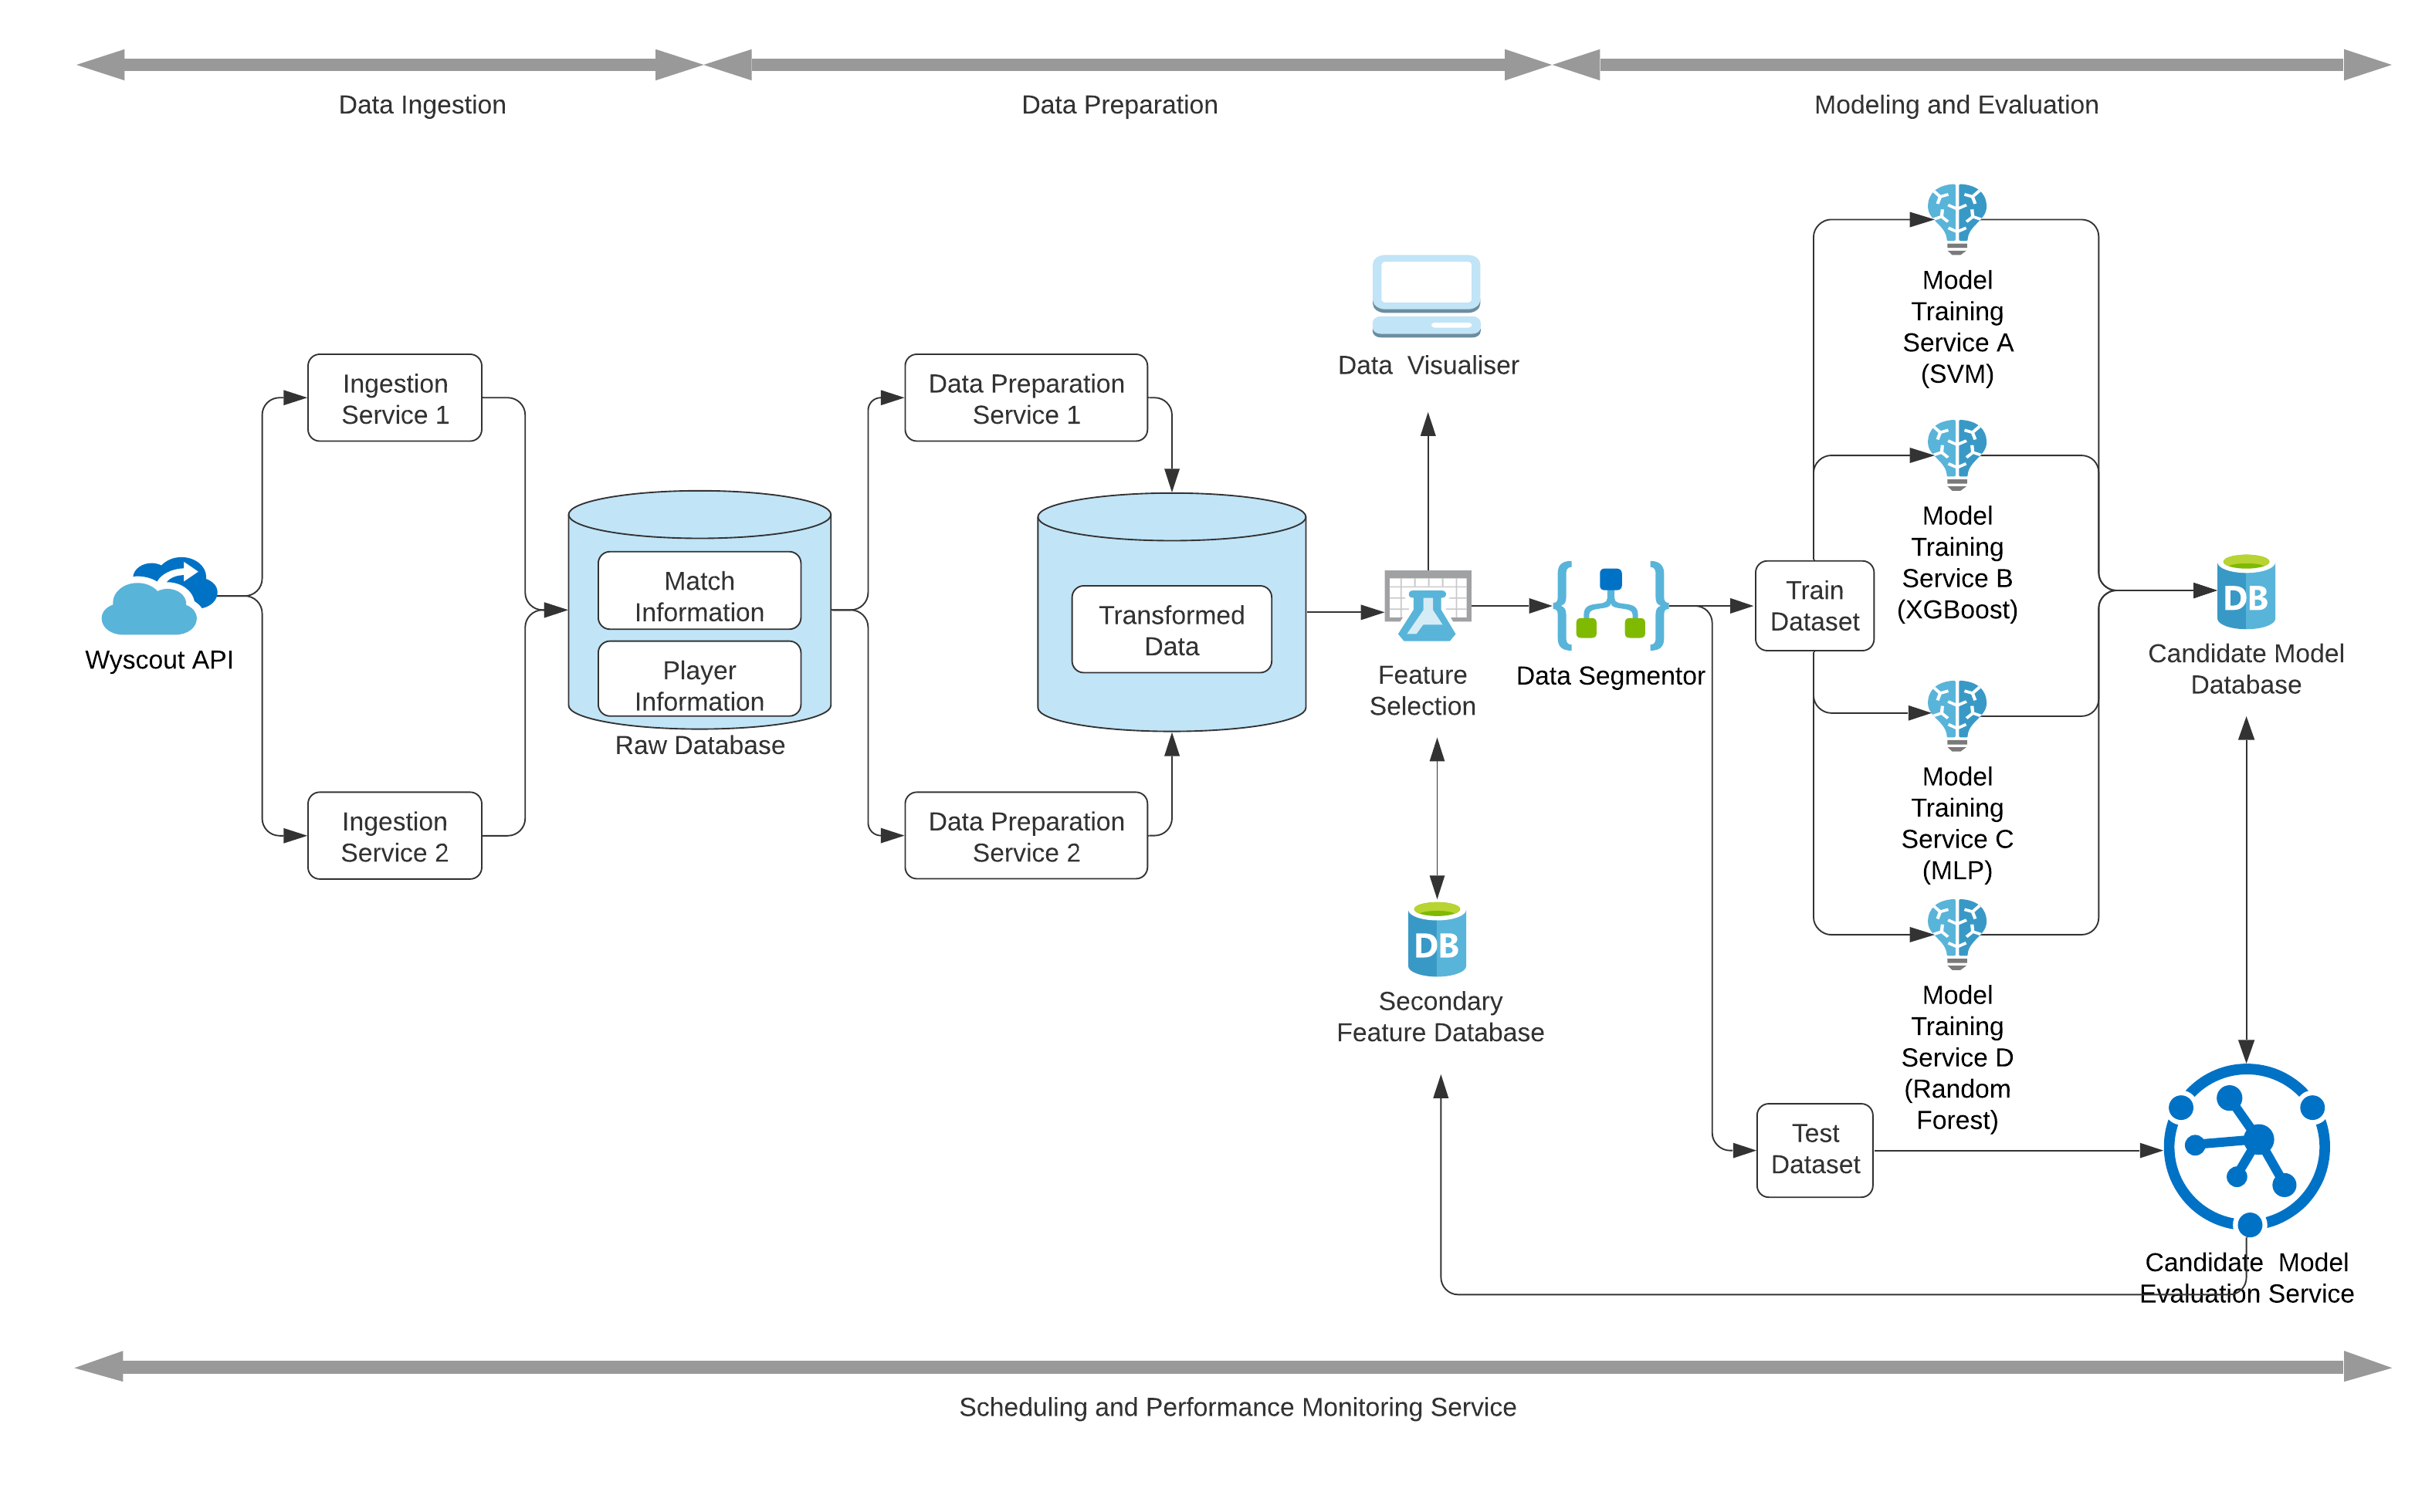 Data Ingestion
Data Preparation
Modeling and Evaluation
Wyscout API
Ingestion
Service 1
Ingestion
Service 2
Match
Information
Player
Information
Raw Database
Data Preparation
Service 1
Data Preparation
Service 2
Transformed
Data
Data  Visualiser
Feature
Selection
DB
Secondary
Feature Database
Data Segmentor
Train
Dataset
Test
Dataset
Model
Training
Service A
(SVM)
Model
Training
Service B
(XGBoost)
Model
Training
Service C
(MLP)
Model
Training
Service D
(Random
Forest)
DB
Candidate Model
Database
Candidate  Model
Evaluation Service
Scheduling and Performance Monitoring Service